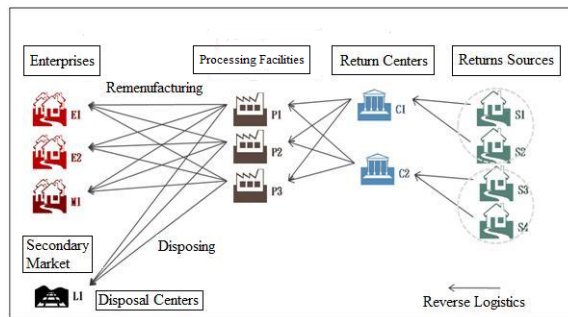 Enterprises
Processing Facilities
Return Centers
Returns Sources
Remenufacturing
E1
P1
C1
S1
E2
P2
S2
M1
P3
C2
S3
Secondary
Market
Disposing
S4
L1
Disposal Centers
Reverse Logistics